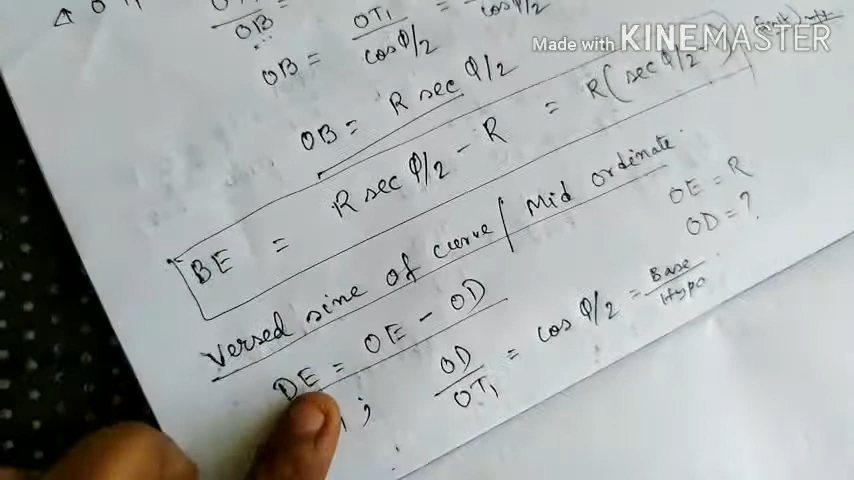 OB = OT₁ / cos φ/2
Made with KINEMASTER
OB = R sec φ/2
BE = R sec φ/2 - R = R(sec φ/2 -
versed sine of curve / Mid ordinate.
OE = R
OD = ?
DE = OE - OD
OD / OT₁ = cos φ/2 = Base / Hypo